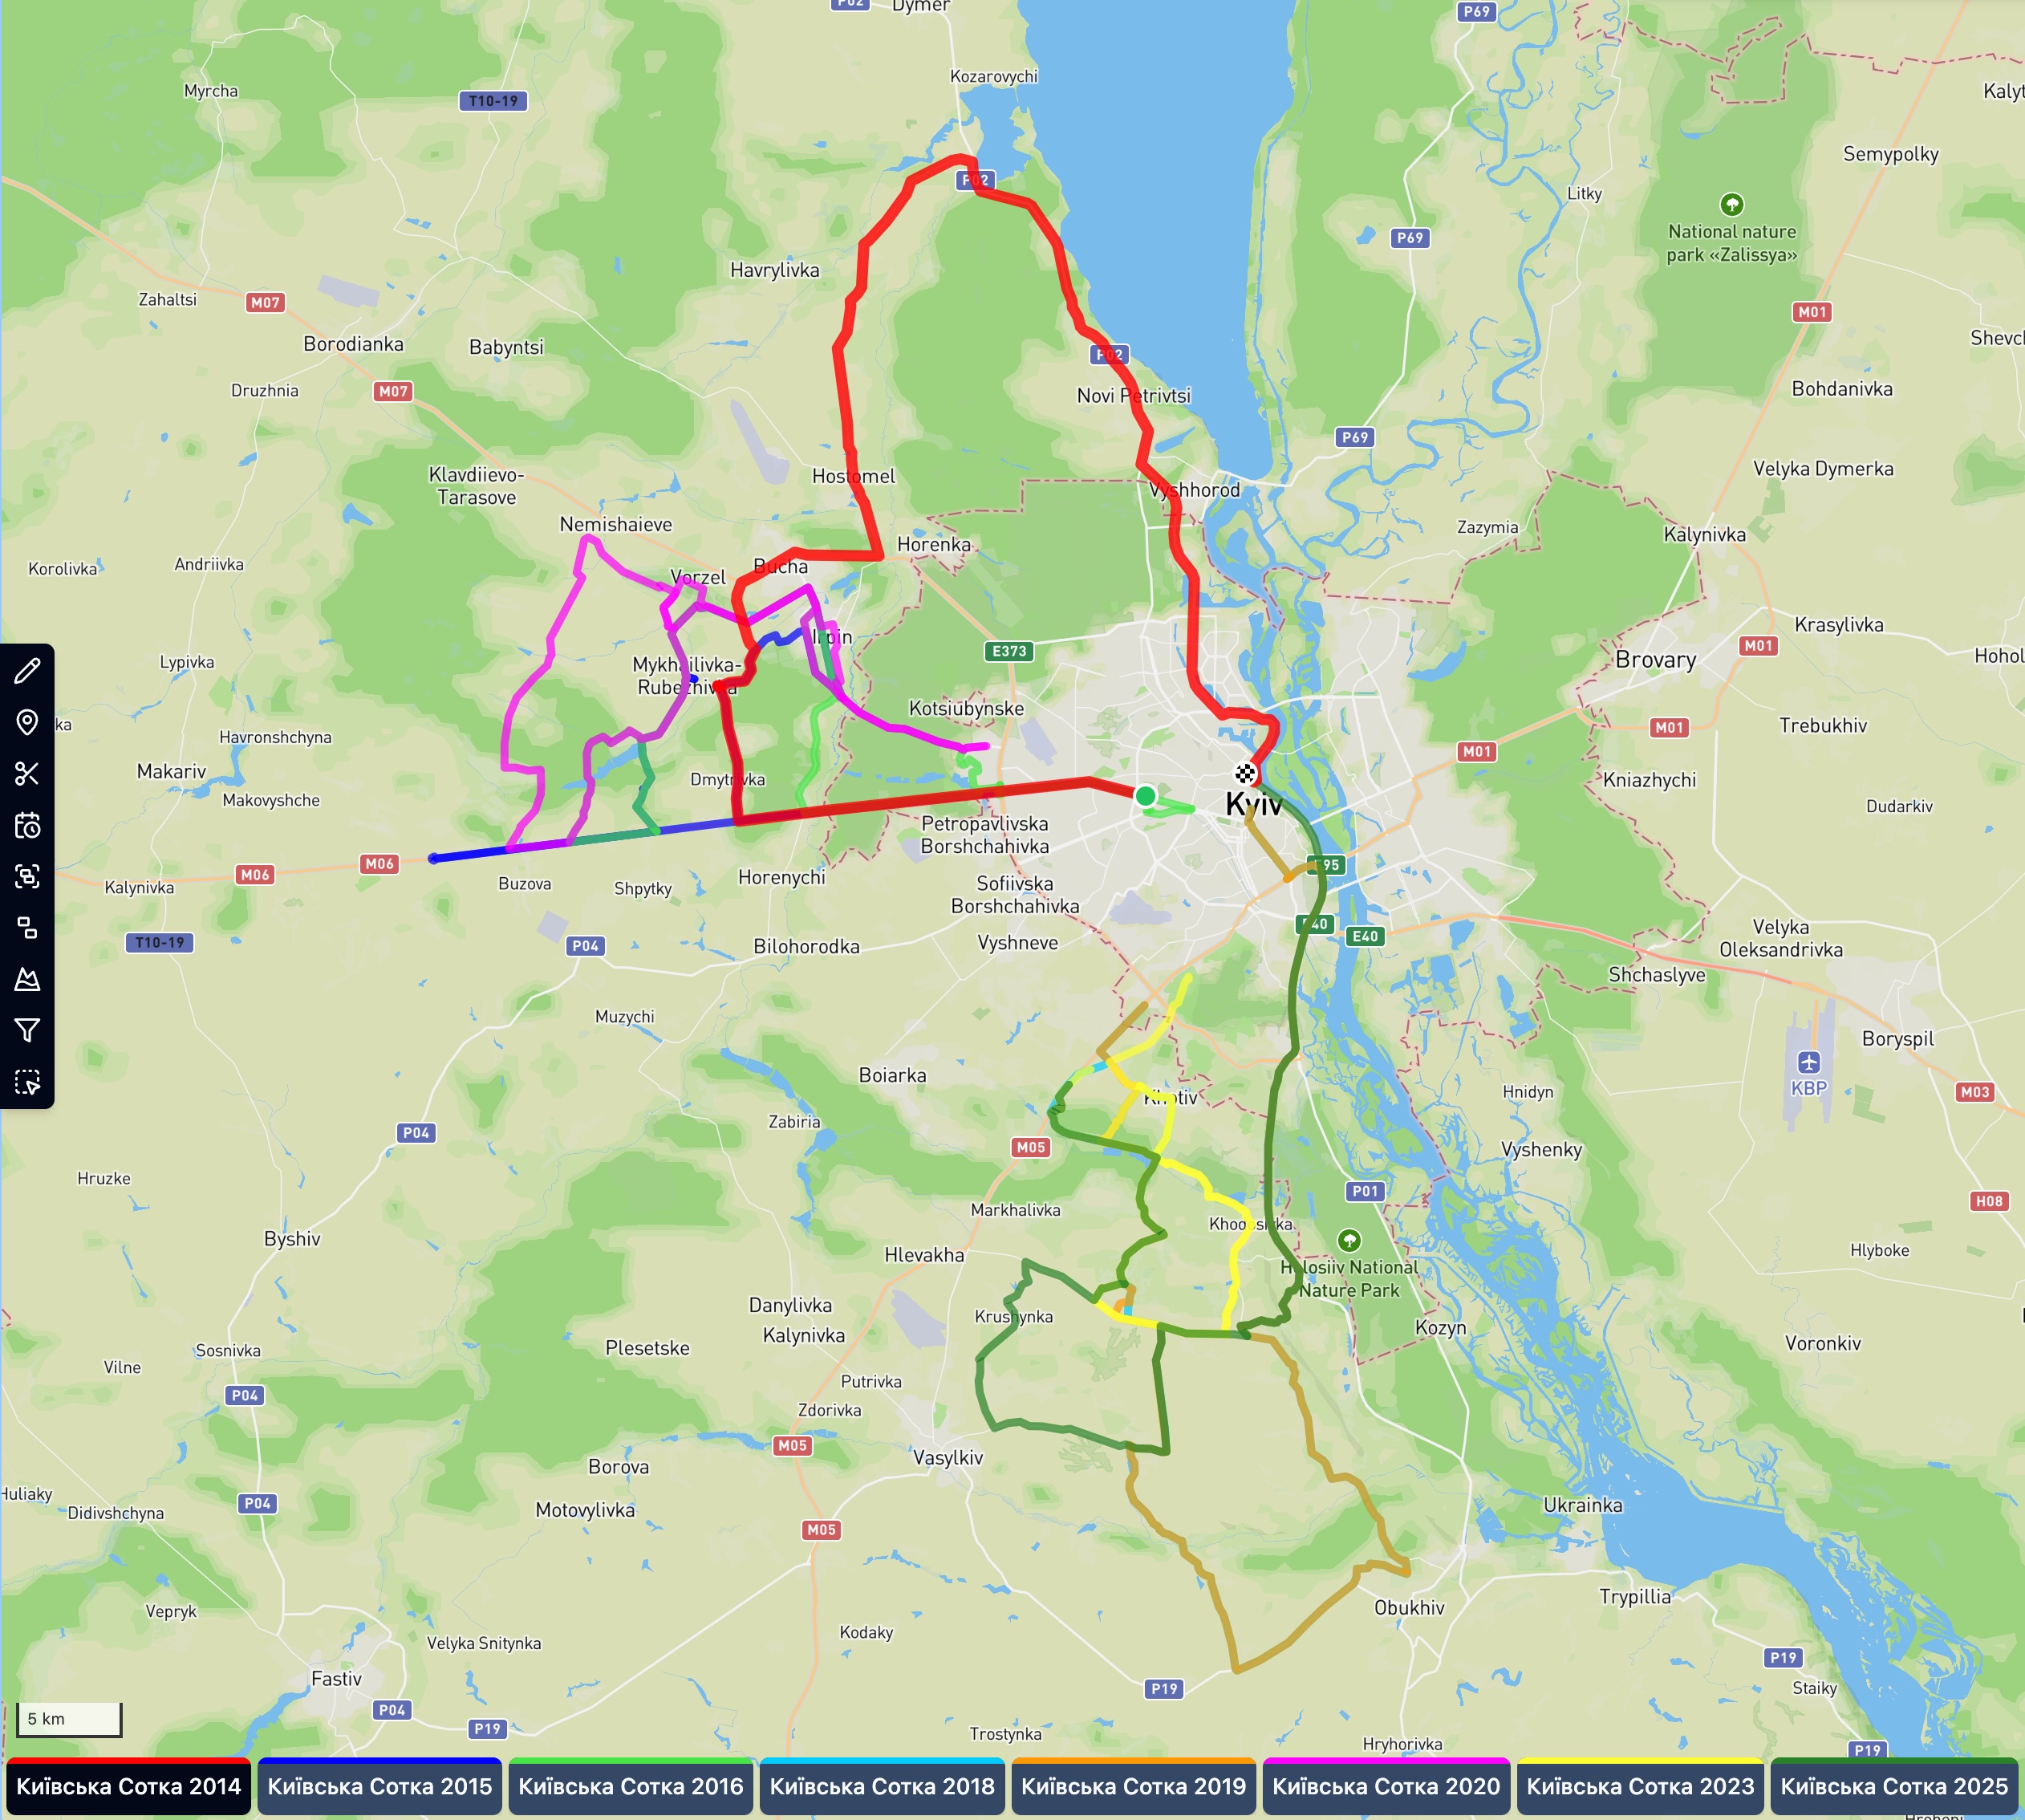 P02
Dymer
P69
Kozarovychi
Myrcha
T10-19
Kalyt
Semypolky
P02
Litky
National nature
park «Zalissya»
P69
Havrylivka
Zahaltsi
M07
M01
Borodianka
Babyntsi
P02
Shevc
Druzhnia
M07
Novi Petrivtsi
Bohdanivka
P69
Klavdiievo-
Tarasove
Hostomel
Vyshhorod
Velyka Dymerka
Nemishaieve
Zazymia
Kalynivka
Horenka
Korolivka
Andriivka
Vorzel
Bucha
Krasylivka
Irpin
E373
M01
Lypivka
Mykhailivka-
Rubezhivka
Brovary
Hohol
Kotsiubynske
ka
Havronshchyna
M01
Trebukhiv
M01
Makariv
Dmytrivka
Kniazhychi
Makovyshche
Kyiv
Dudarkiv
Petropavlivska
Borshchahivka
M06
M06
E95
Kalynivka
Buzova
Shpytky
Horenychi
Sofiivska
Borshchahivka
E40
E40
T10-19
P04
Bilohorodka
Vyshneve
Velyka
Oleksandrivka
Shchaslyve
Muzychi
Boryspil
Boiarka
KBP
Khotiv
Hnidyn
M03
Zabiria
P04
M05
Vyshenky
Hruzke
P01
H08
Markhalivka
Khodosivka
Byshiv
Hlevakha
Hlyboke
Holosiiv National
Nature Park
Danylivka
Krushynka
Kozyn
Kalynivka
Voronkiv
Sosnivka
Plesetske
Vilne
Putrivka
P04
Zdorivka
M05
Vasylkiv
Borova
Huliaky
P04
Didivshchyna
Motovylivka
Ukrainka
M05
Trypillia
Vepryk
Obukhiv
Kodaky
Velyka Snitynka
P19
Fastiv
P19
Staiky
P04
5 km
P19
Trostynka
Hryhorivka
P19
Київська Сотка 2014
Київська Сотка 2015
Київська Сотка 2016
Київська Сотка 2018
Київська Сотка 2019
Київська Сотка 2020
Київська Сотка 2023
Київська Сотка 2025